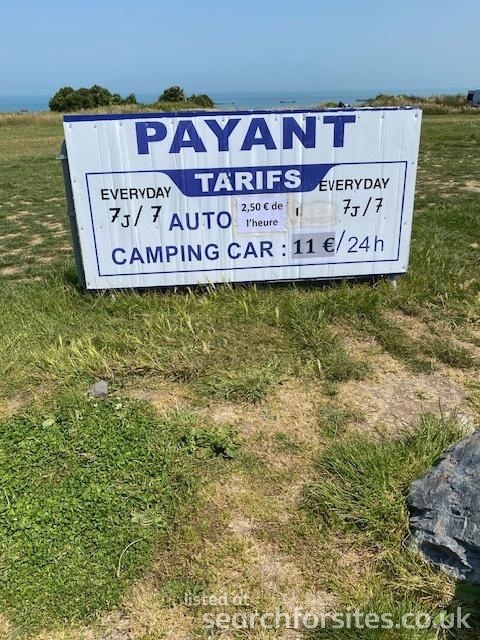 PAYANT
TARIFS
EVERYDAY EVERYDAY
7J/7 7J/7
AUTO 2,50 € de l'heure
CAMPING CAR : 11 € / 24h
listed at
searchforsites.co.uk